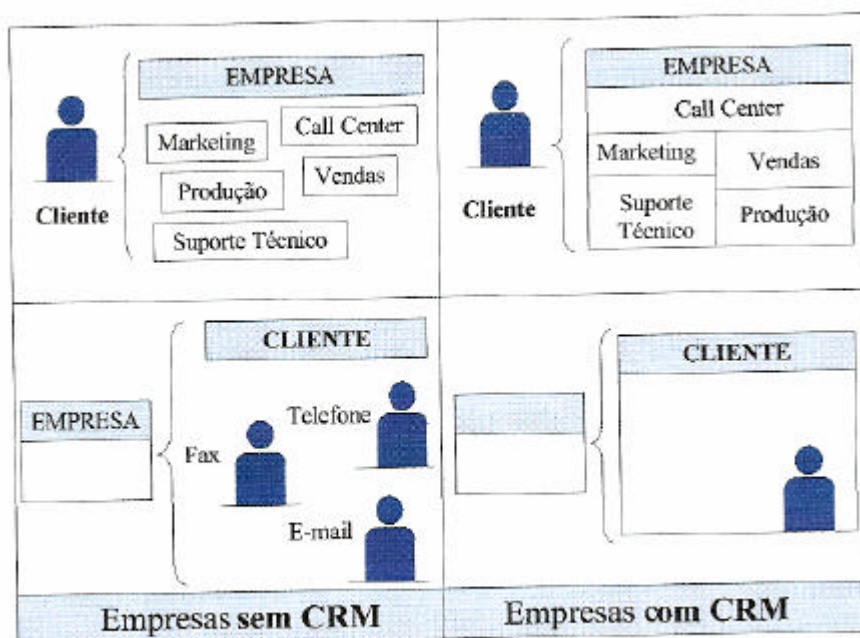 EMPRESA
Cliente
Marketing
Call Center
Produção
Vendas
Suporte Técnico
EMPRESA
Cliente
Call Center
Marketing
Vendas
Suporte
Técnico
Produção
EMPRESA
CLIENTE
Telefone
Fax
E-mail
CLIENTE
Empresas sem CRM
Empresas com CRM